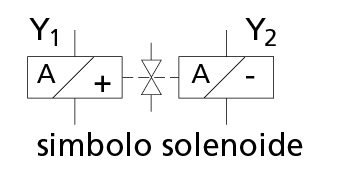 Y1 Y2
A + A -
simbolo solenoide